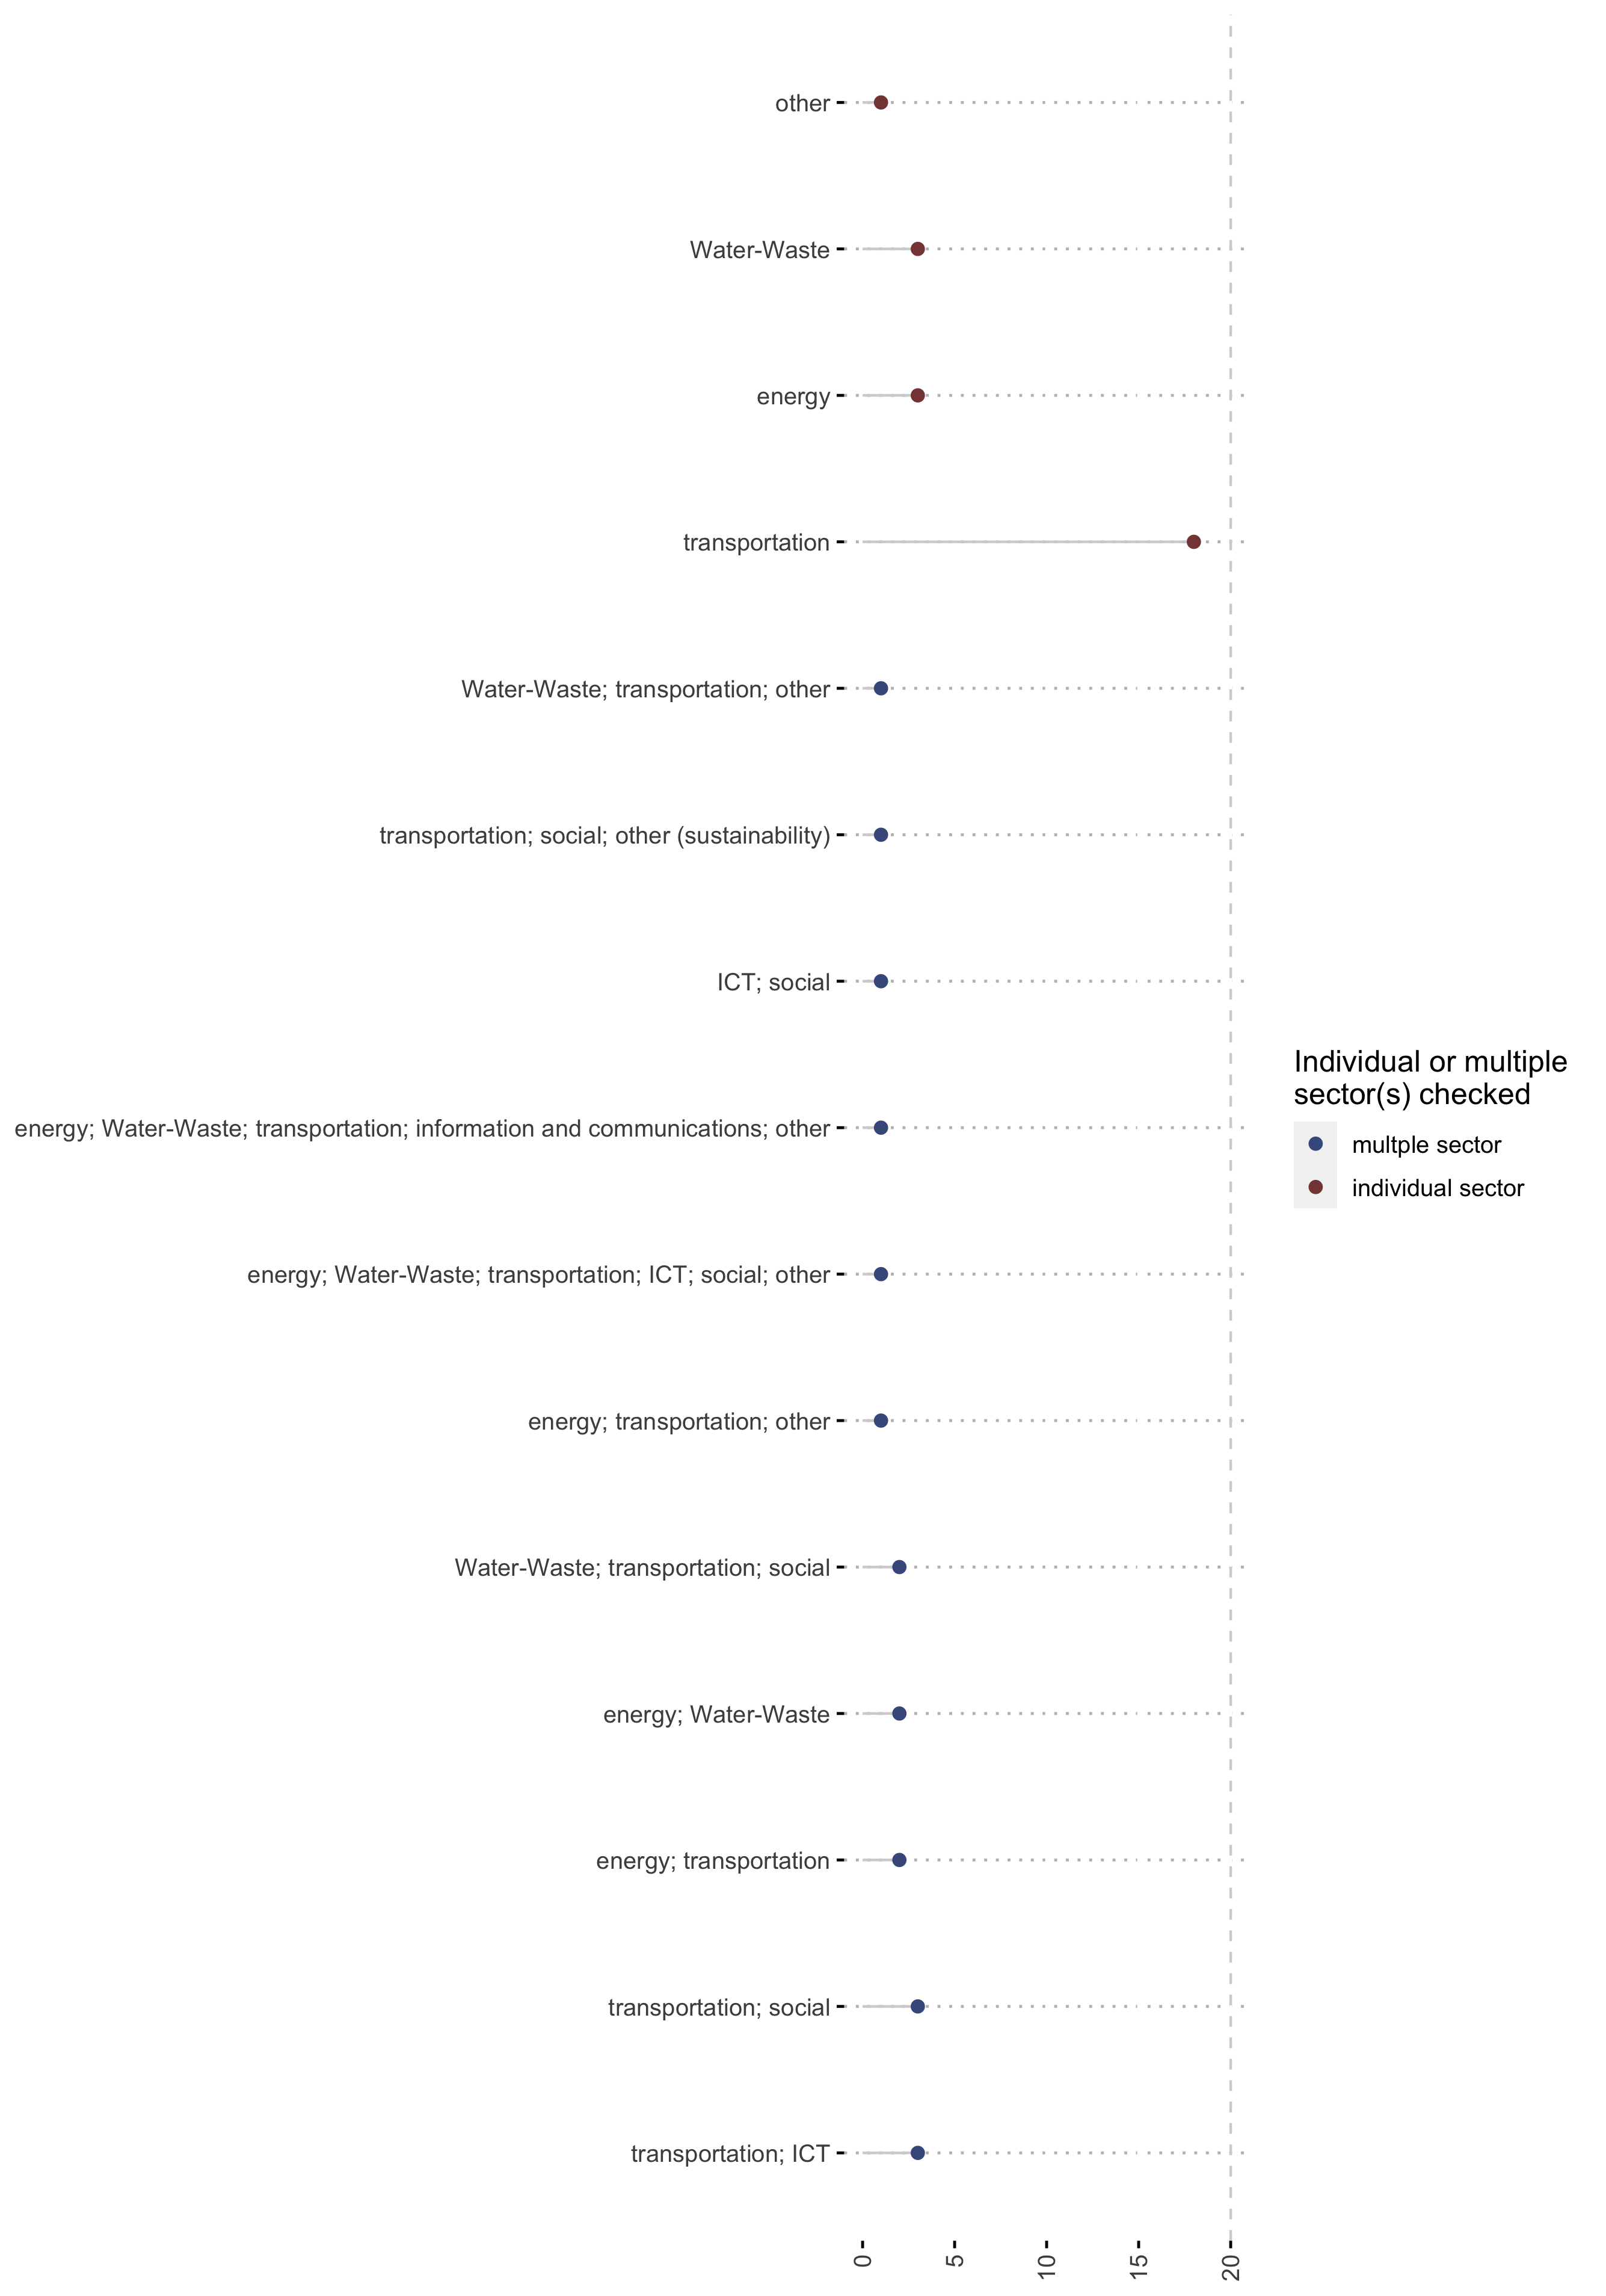 other
Water-Waste
energy
transportation
Water-Waste; transportation; other
transportation; social; other (sustainability)
ICT; social
energy; Water-Waste; transportation; information and communications; other
energy; Water-Waste; transportation; ICT; social; other
energy; transportation; other
Water-Waste; transportation; social
energy; Water-Waste
energy; transportation
transportation; social
transportation; ICT
0
5
10
15
20
Individual or multiple
sector(s) checked
multple sector
individual sector